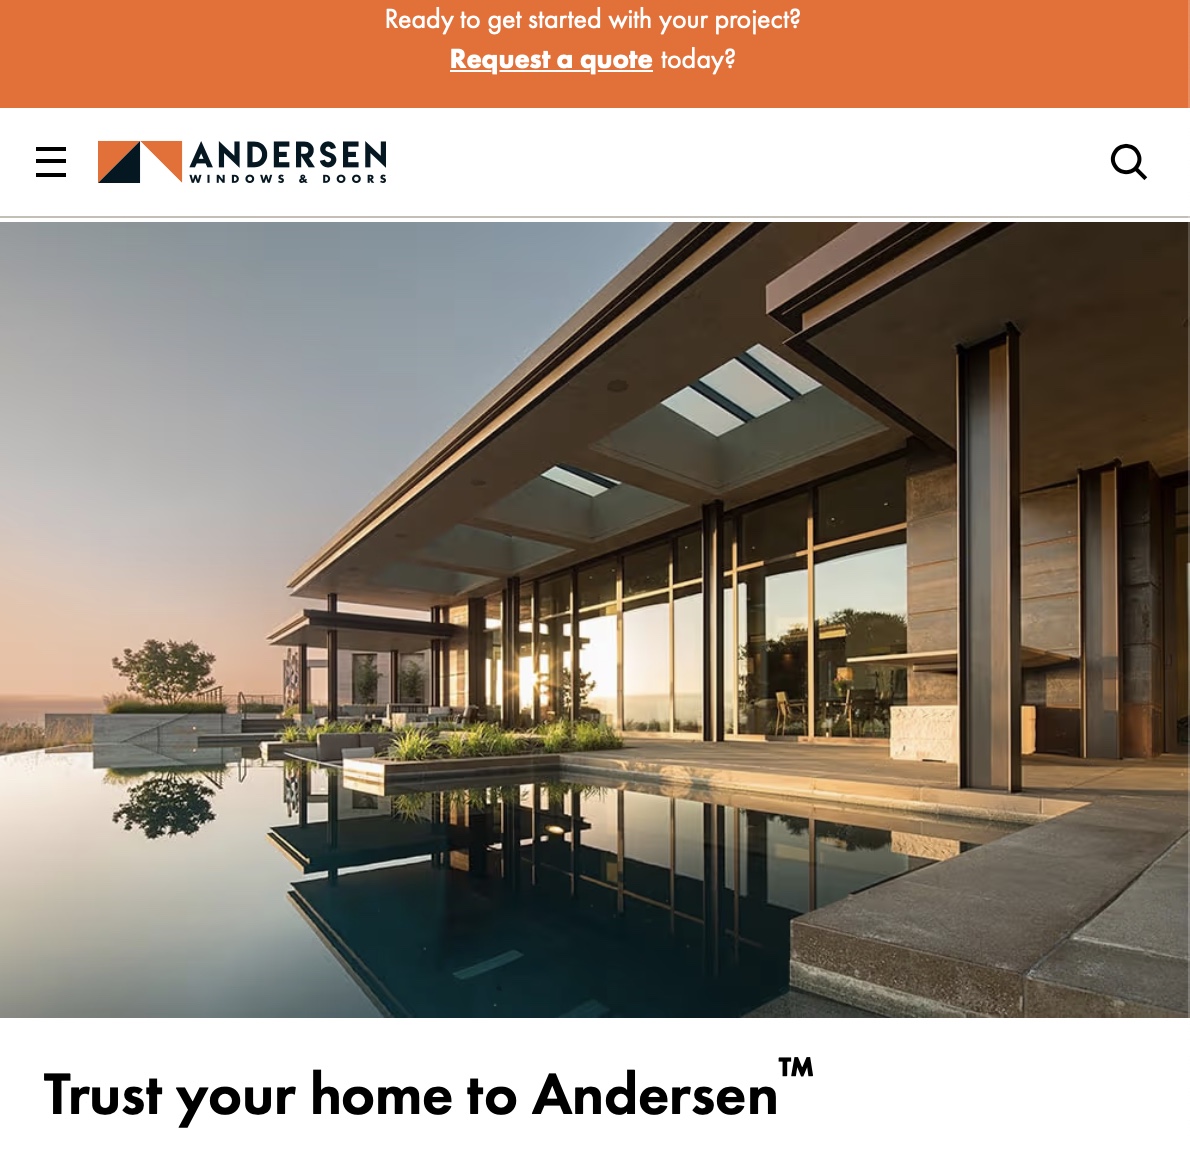 Ready to get started with your project?
Request a quote today?
ANDERSEN
WINDOWS & DOORS
Trust your home to Andersen™